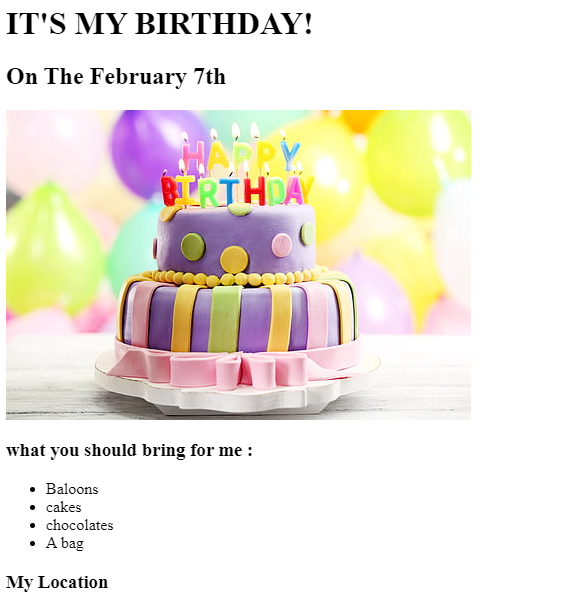 IT'S MY BIRTHDAY!
On The February 7th
HAPPY
BIRTHDAY
what you should bring for me :
Baloons
cakes
chocolates
A bag
My Location